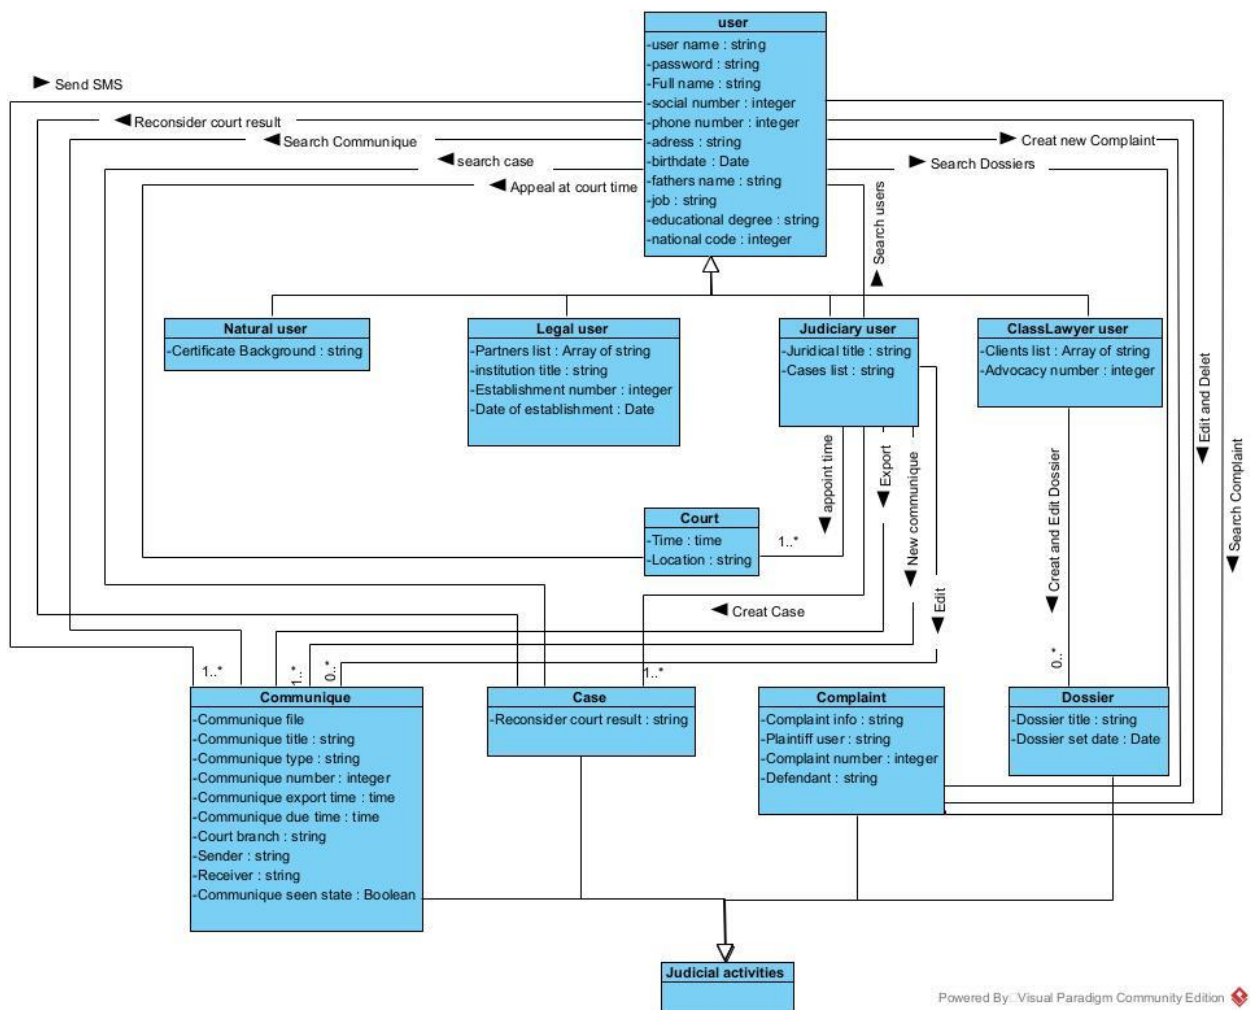 user
-user name : string
-password : string
-Full name : string
-social number : integer
-phone number : integer
-adress : string
-birthdate : Date
-fathers name : string
-job : string
-educational degree : string
-national code : integer
Send SMS
Reconsider court result
Search Communique
search case
Appeal at court time
Creat new Complaint
Search Dossiers
Search users
Edit and Delet
Search Complaint
Natural user
-Certificate Background : string
Legal user
-Partners list : Array of string
-institution title : string
-Establishment number : integer
-Date of establishment : Date
Judiciary user
-Juridical title : string
-Cases list : string
ClassLawyer user
-Clients list : Array of string
-Advocacy number : integer
appoint time
Export
New communique
Edit
Creat and Edit Dossier
Court
-Time : time
-Location : string
1..*
Creat Case
1..*
1..*
0..*
1..*
0..*
Communique
-Communique file
-Communique title : string
-Communique type : string
-Communique number : integer
-Communique export time : time
-Communique due time : time
-Court branch : string
-Sender : string
-Receiver : string
-Communique seen state : Boolean
Case
-Reconsider court result : string
Complaint
-Complaint info : string
-Plaintiff user : string
-Complaint number : integer
-Defendant : string
Dossier
-Dossier title : string
-Dossier set date : Date
Judicial activities
Powered By Visual Paradigm Community Edition